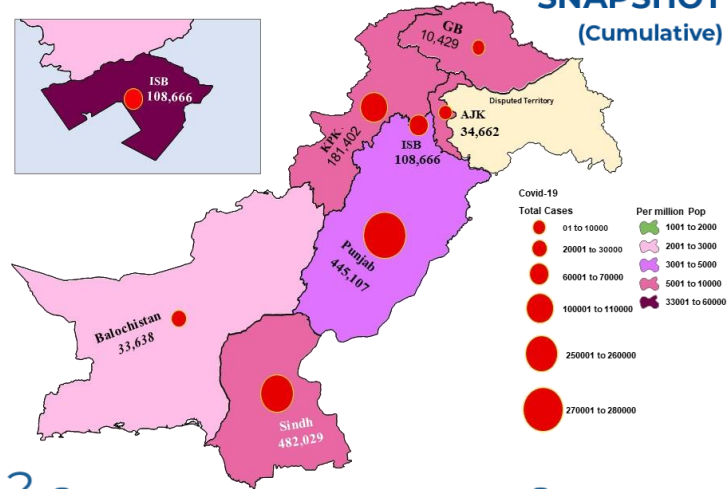 SNAPSHOT
(Cumulative)
GB
10,429
ISB
108,666
Disputed Territory
AJK
34,662
KPK
181,402
ISB
108,666
Punjab
445,107
Balochistan
33,638
Sindh
482,029
Covid-19
Total Cases
01 to 10000
20001 to 30000
60001 to 70000
100001 to 110000
250001 to 260000
270001 to 280000
Per million Pop
1001 to 2000
2001 to 3000
3001 to 5000
5001 to 10000
33001 to 60000